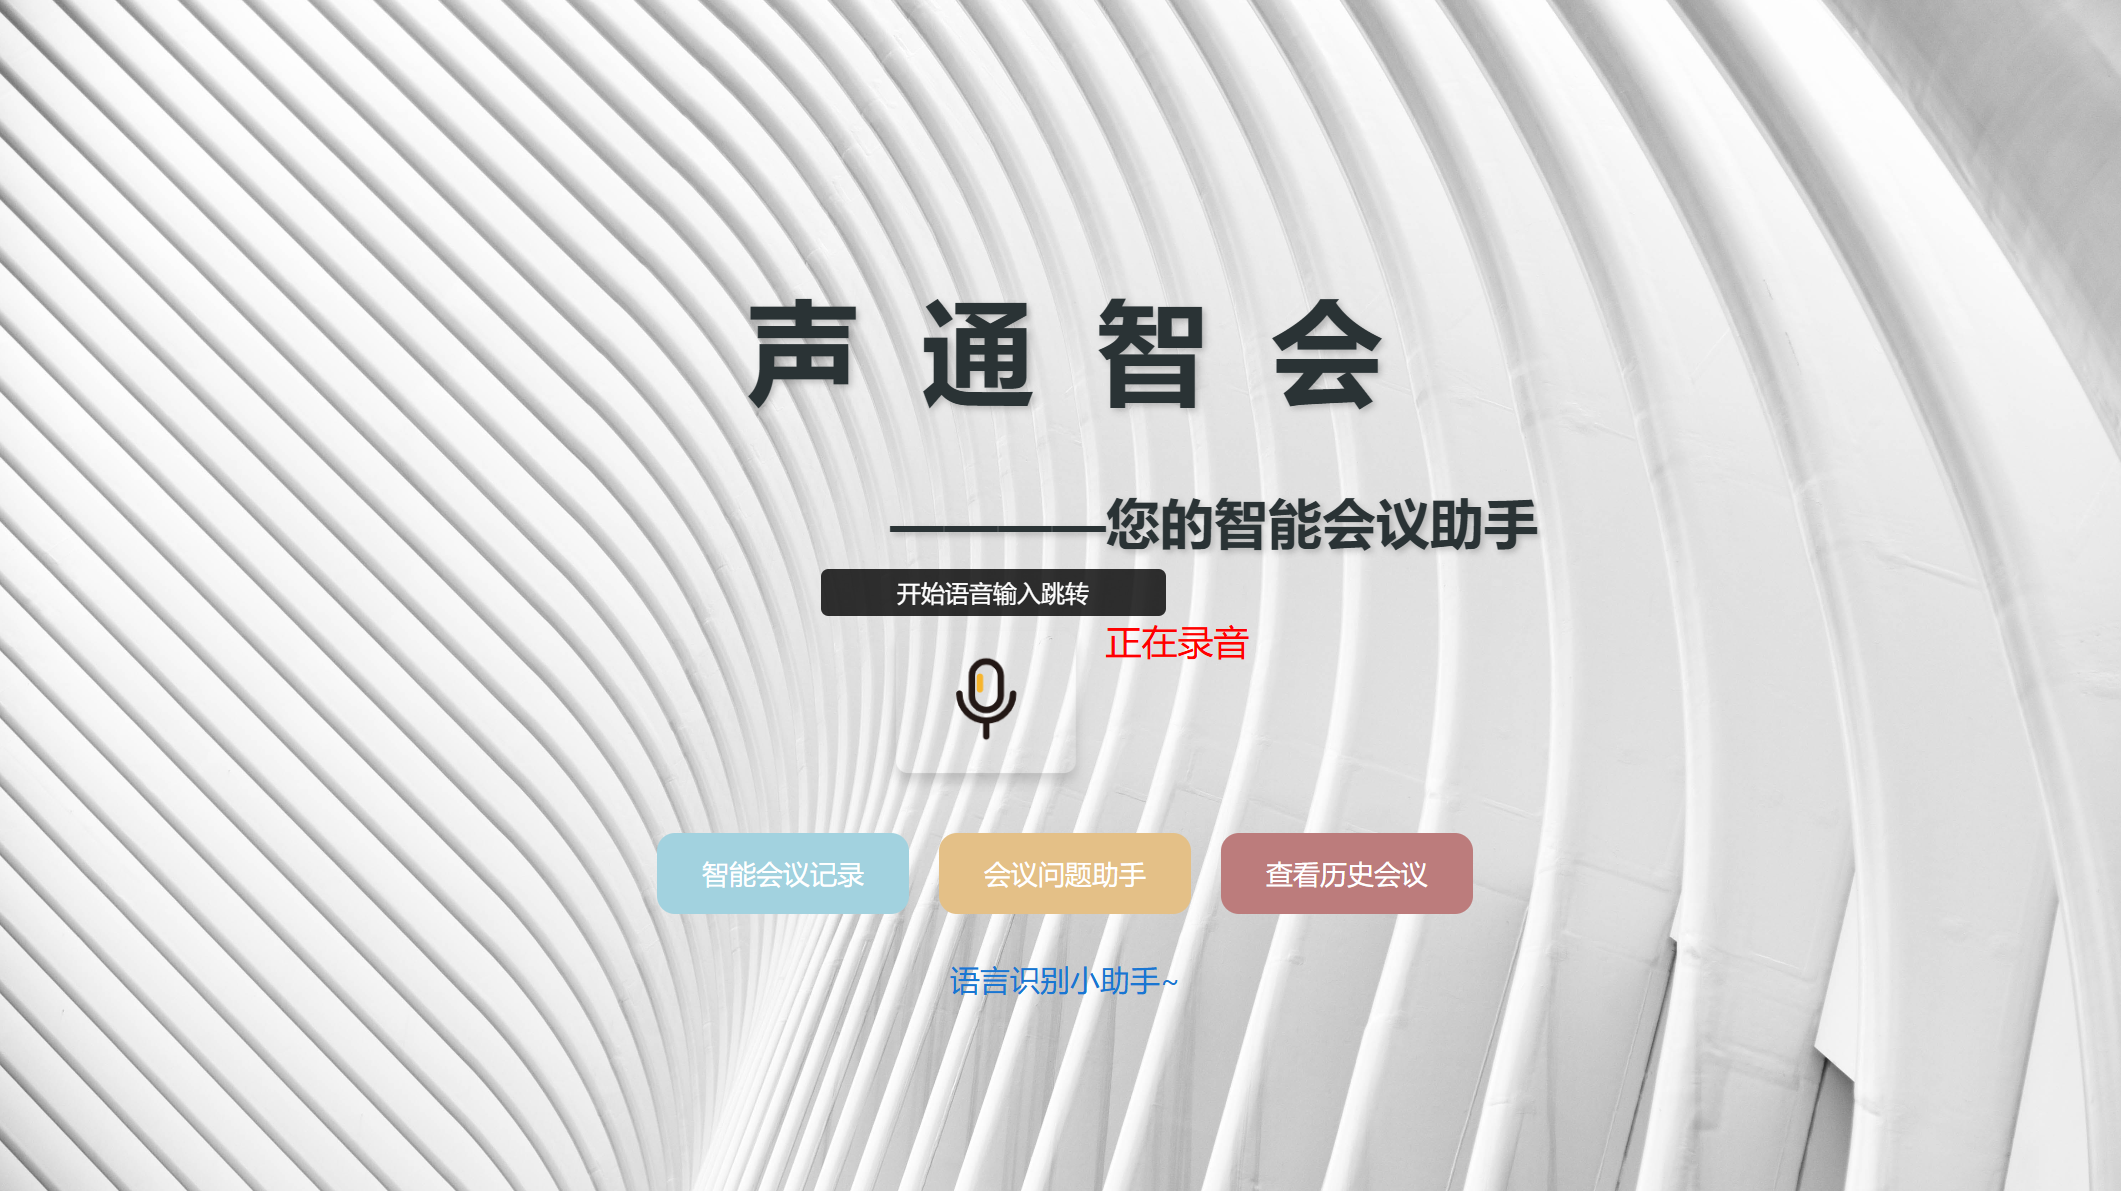 声通智会
————您的智能会议助手
开始语音输入跳转
正在录音
智能会议记录
会议问题助手
查看历史会议
语言识别小助手~